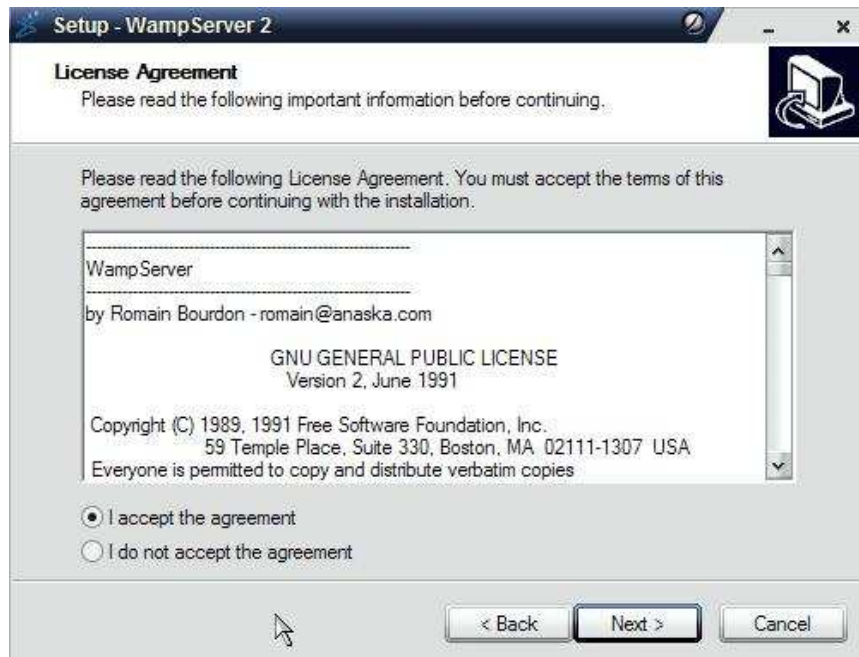 Setup - WampServer 2
License Agreement
Please read the following important information before continuing.
Please read the following License Agreement. You must accept the terms of this
agreement before continuing with the installation.
------------------------------------------------------------
WampServer
------------------------------------------------------------
by Romain Bourdon - romain@anaska.com
GNU GENERAL PUBLIC LICENSE
Version 2, June 1991
Copyright (C) 1989, 1991 Free Software Foundation, Inc.
59 Temple Place, Suite 330, Boston, MA 02111-1307 USA
Everyone is permitted to copy and distribute verbatim copies
I accept the agreement
I do not accept the agreement
< Back Next > Cancel